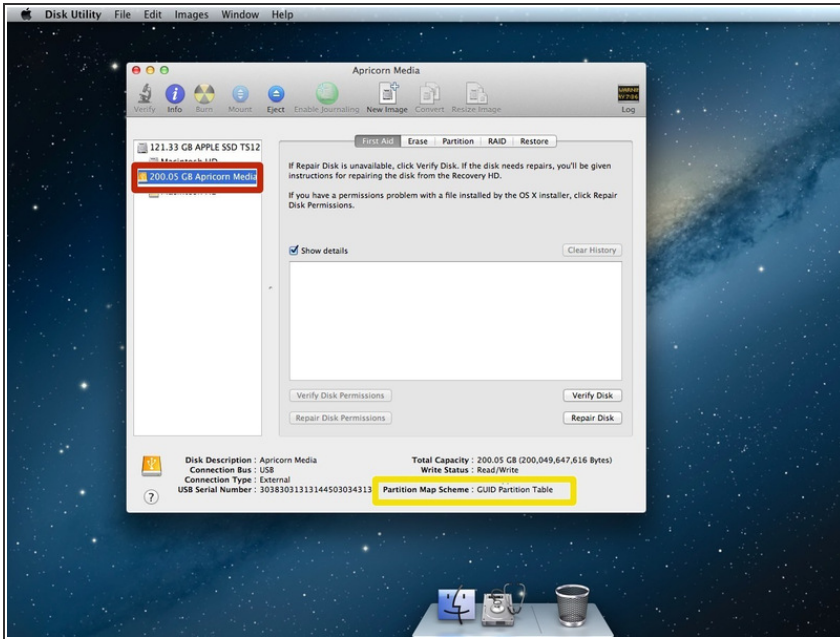 Disk Utility File Edit Images Window Help
Apricorn Media
Verify Info Burn Mount Eject Enable Journaling New Image Convert Resize Image Log
First Aid Erase Partition RAID Restore
121.33 GB APPLE SSD TS12
Macintosh HD
200.05 GB Apricorn Media
If Repair Disk is unavailable, click Verify Disk. If the disk needs repairs, you'll be given
instructions for repairing the disk from the Recovery HD.
If you have a permissions problem with a file installed by the OS X installer, click Repair
Disk Permissions.
Show details Clear History
Verify Disk Permissions Verify Disk
Repair Disk Permissions Repair Disk
Disk Description : Apricorn Media Total Capacity : 200.05 GB (200,049,647,616 Bytes)
Connection Bus : USB Write Status : Read/Write
Connection Type : External
USB Serial Number : Partition Map Scheme : GUID Partition Table
?